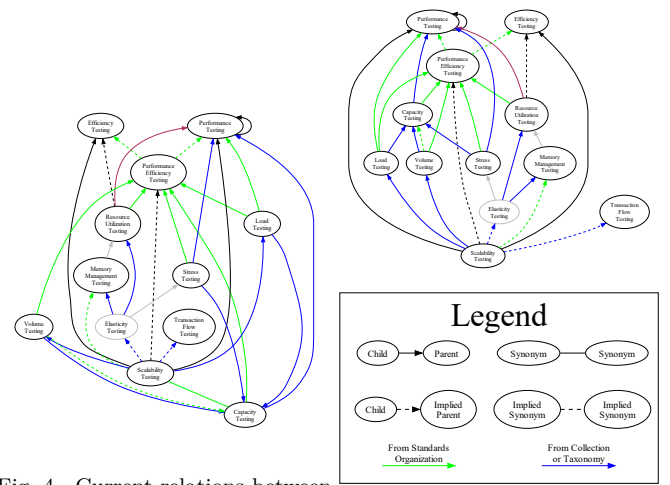 Performance
Testing
Efficiency
Testing
Performance
Efficiency
Testing
Capacity
Testing
Resource
Utilization
Testing
Load
Testing
Volume
Testing
Stress
Testing
Memory
Management
Testing
Elasticity
Testing
Transaction
Flow
Testing
Scalability
Testing
Efficiency
Testing
Performance
Testing
Performance
Efficiency
Testing
Resource
Utilization
Testing
Load
Testing
Memory
Management
Testing
Stress
Testing
Volume
Testing
Elasticity
Testing
Transaction
Flow
Testing
Scalability
Testing
Capacity
Testing
Legend
Child
Parent
Synonym
Synonym
Child
Implied
Parent
Implied
Synonym
Implied
Synonym
From Standards
Organization
From Collection
or Taxonomy
Fig. 4. Current relations between